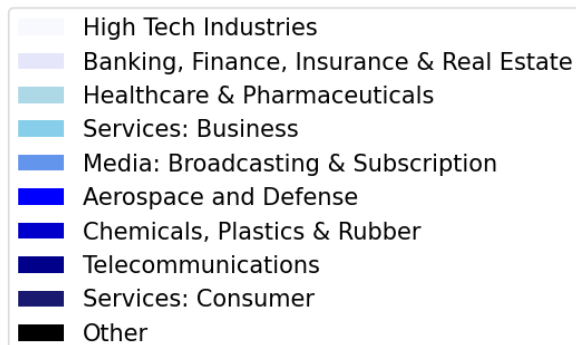 High Tech Industries
Banking, Finance, Insurance & Real Estate
Healthcare & Pharmaceuticals
Services: Business
Media: Broadcasting & Subscription
Aerospace and Defense
Chemicals, Plastics & Rubber
Telecommunications
Services: Consumer
Other